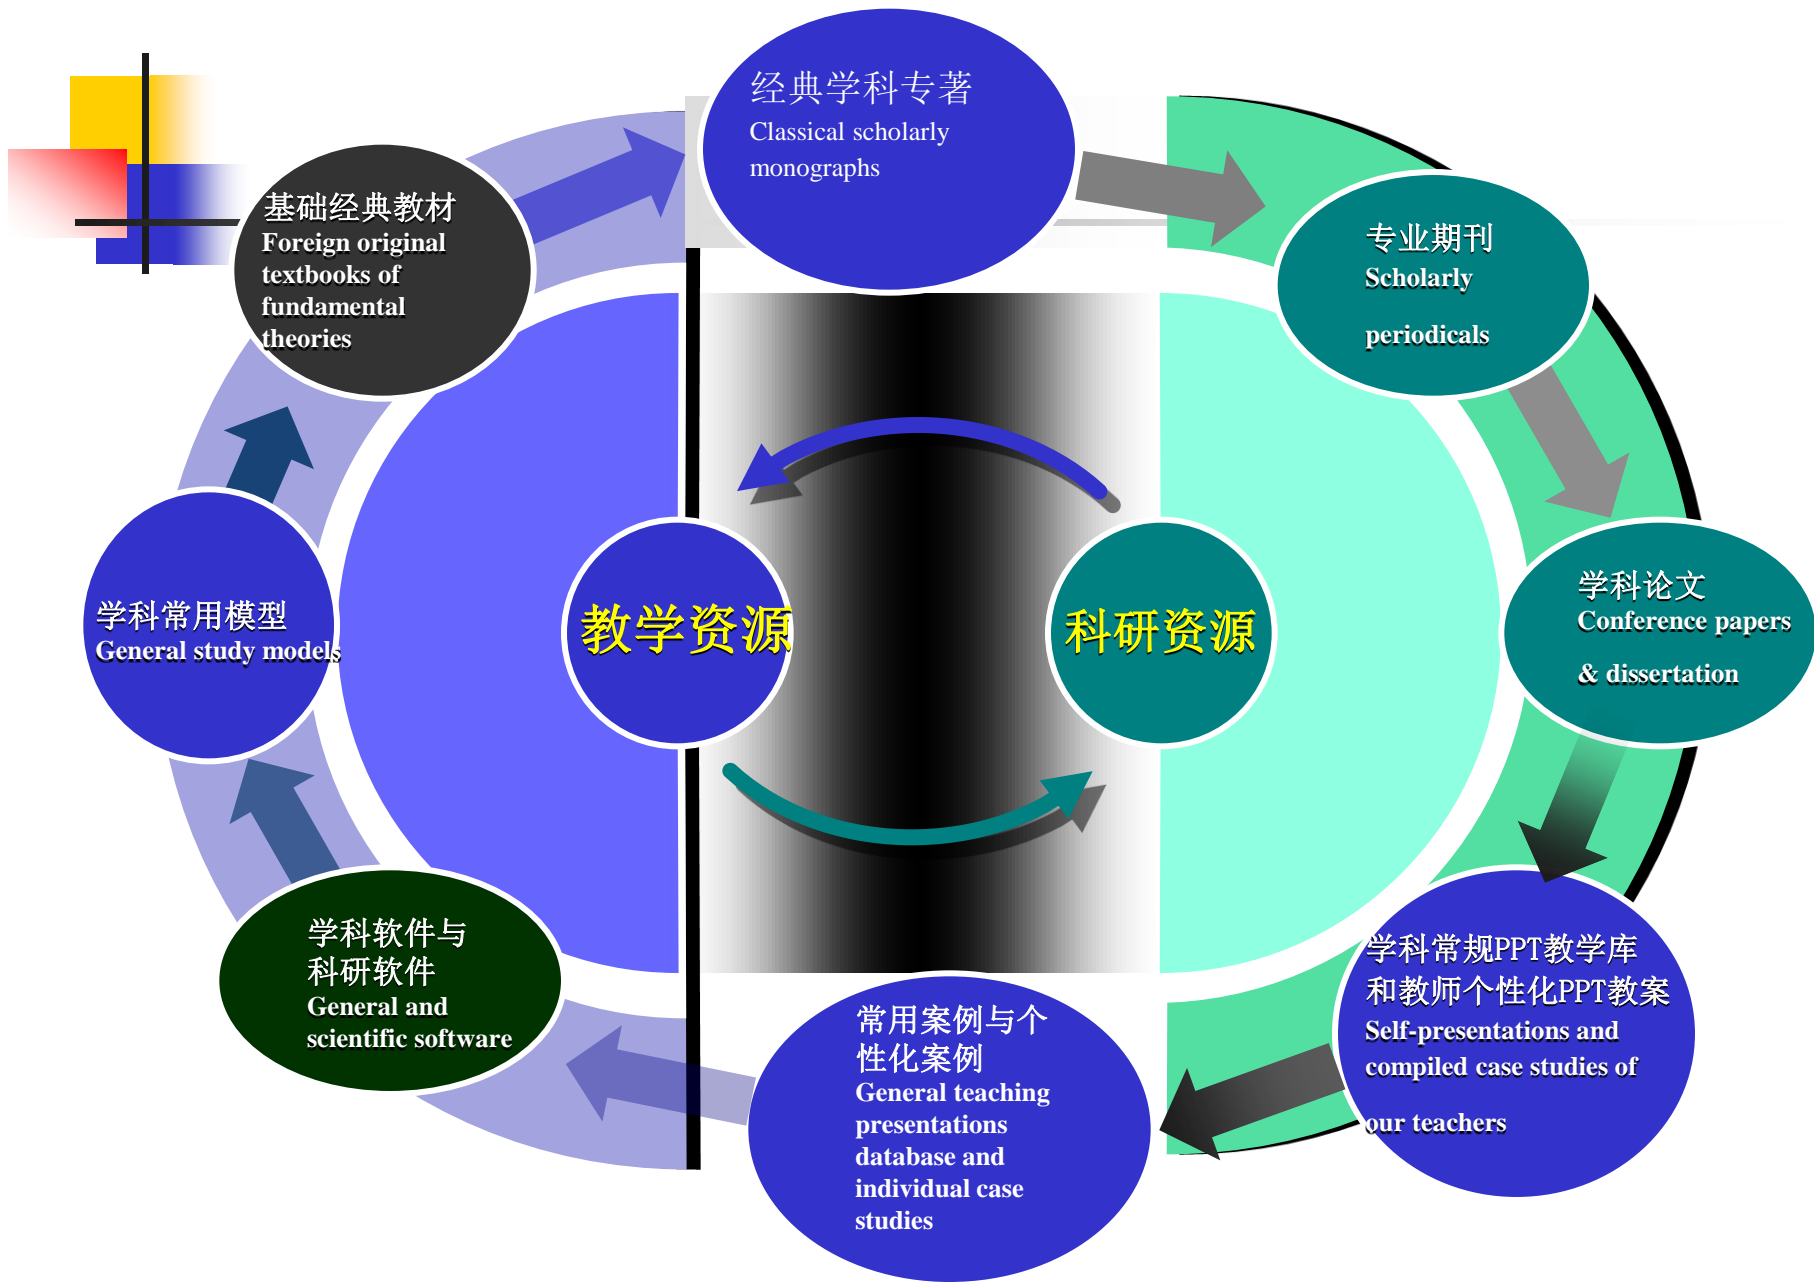 经典学科专著
Classical scholarly
monographs
基础经典教材
Foreign original
textbooks of
fundamental
theories
专业期刊
Scholarly
periodicals
学科常用模型
General study models
教学资源
科研资源
学科论文
Conference papers
& dissertation
学科软件与
科研软件
General and
scientific software
常用案例与个
性化案例
General teaching
presentations
database and
individual case
studies
学科常规PPT教学库
和教师个性化PPT教案
Self-presentations and
compiled case studies of
our teachers